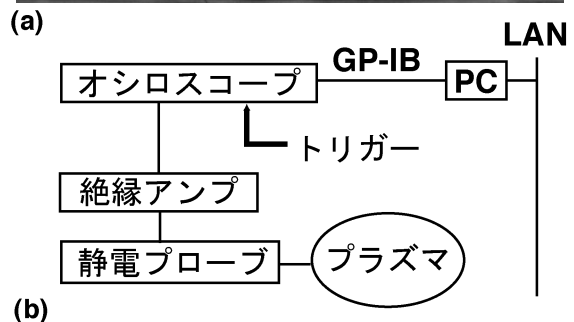 (a)
LAN
GP-IB
オシロスコープ
PC
トリガー
絶縁アンプ
静電プローブ
プラズマ
(b)